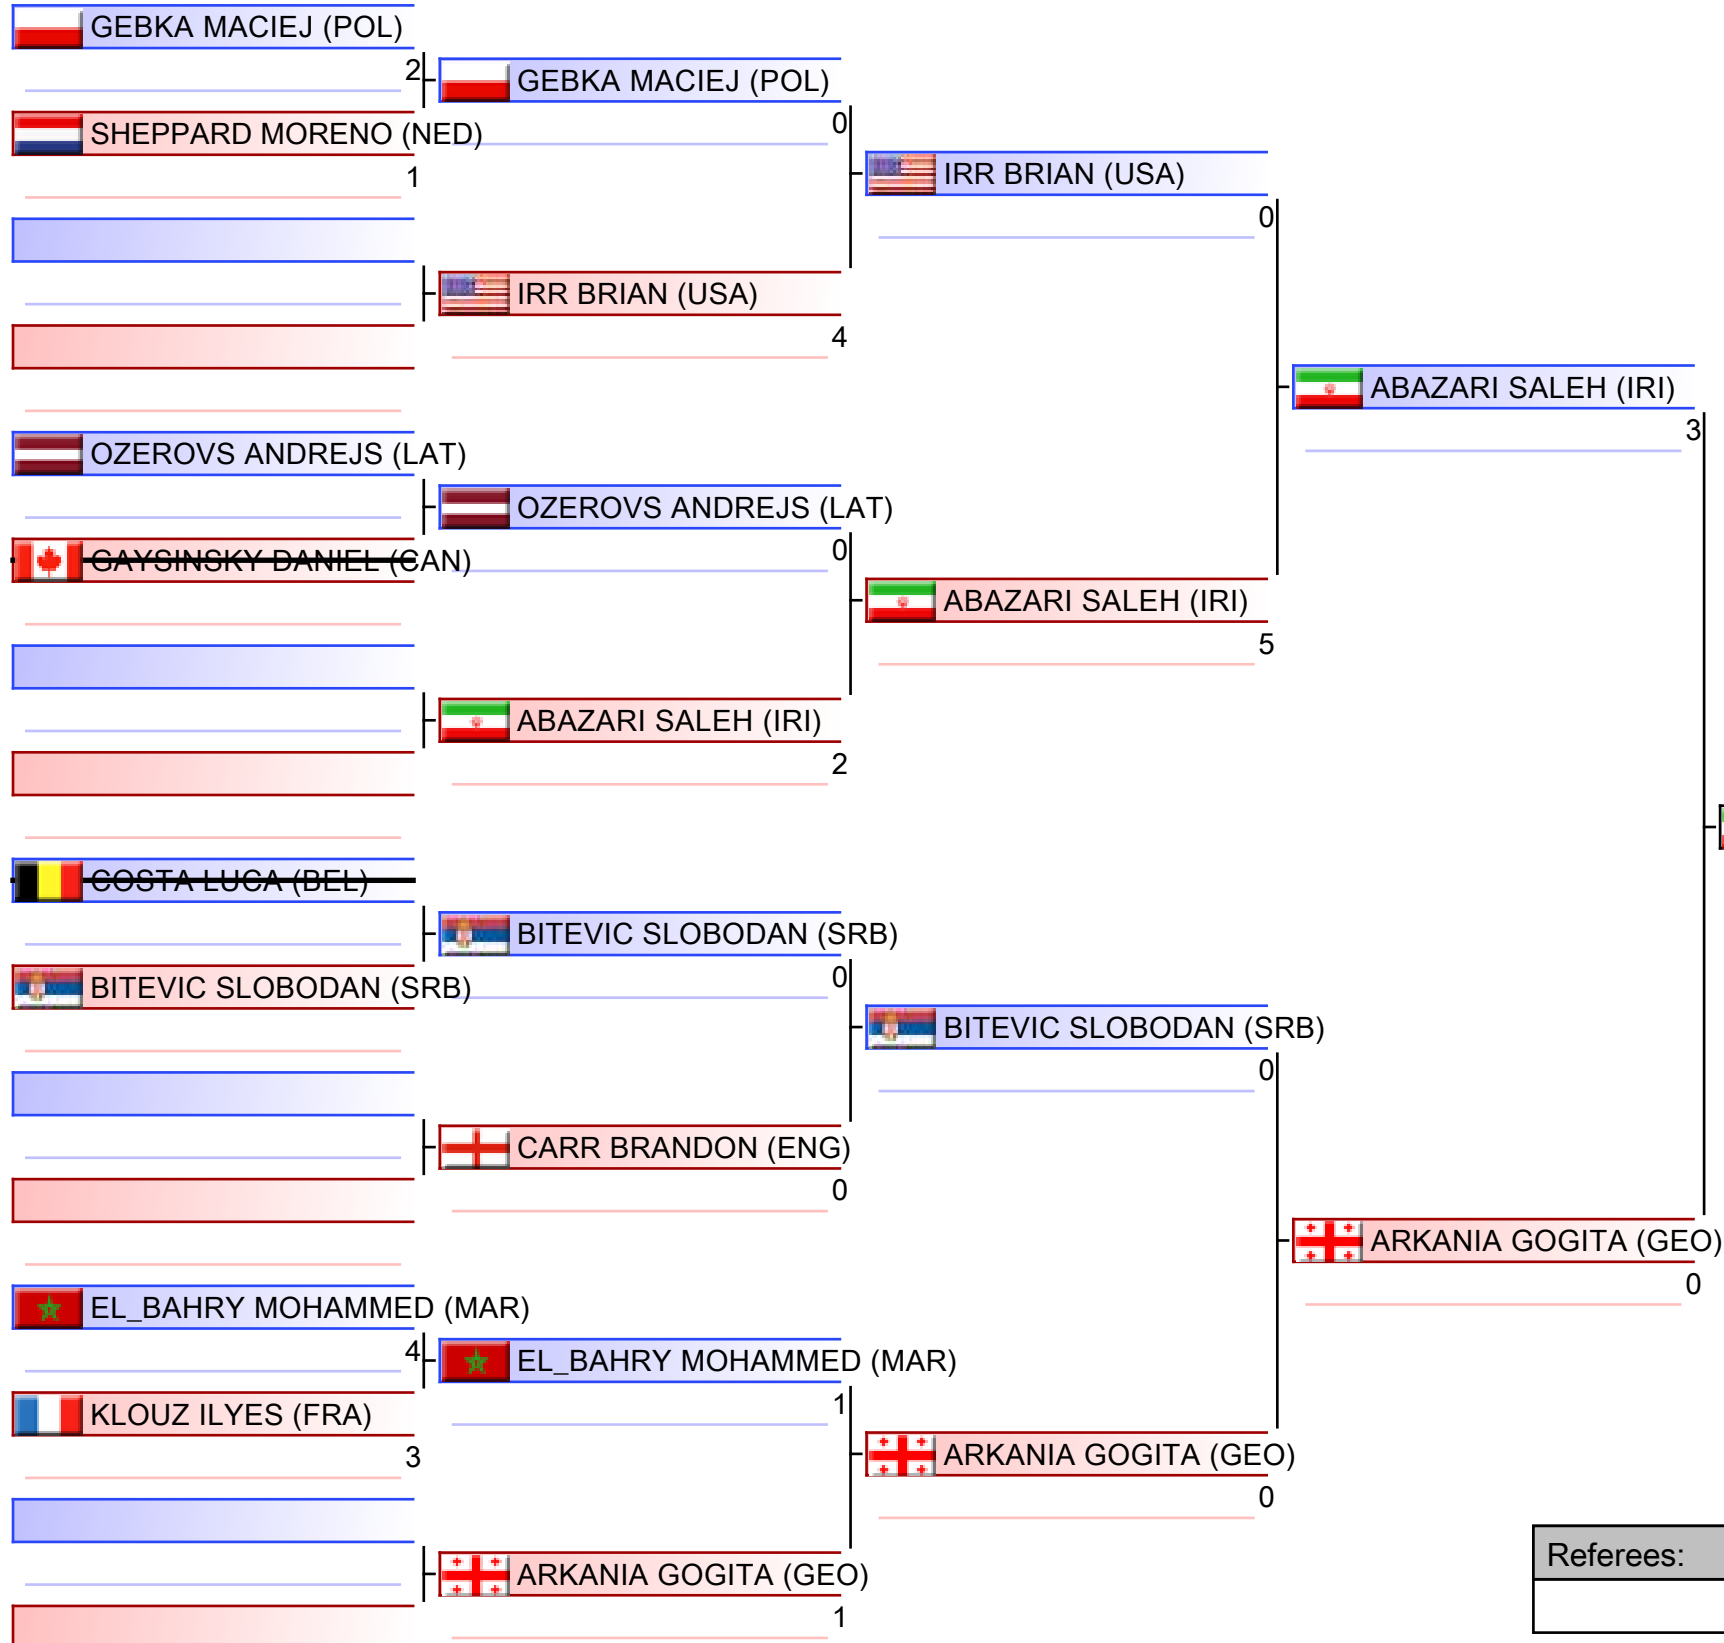 GEBKA MACIEJ (POL)
2
SHEPPARD MORENO (NED)
1
OZEROVS ANDREJS (LAT)
GAYSINSKY DANIEL (CAN)
COSTA LUCA (BEL)
BITEVIC SLOBODAN (SRB)
EL_BAHRY MOHAMMED (MAR)
4
KLOUZ ILYES (FRA)
3
GEBKA MACIEJ (POL)
0
IRR BRIAN (USA)
4
OZEROVS ANDREJS (LAT)
0
ABAZARI SALEH (IRI)
2
BITEVIC SLOBODAN (SRB)
0
CARR BRANDON (ENG)
0
EL_BAHRY MOHAMMED (MAR)
1
ARKANIA GOGITA (GEO)
1
IRR BRIAN (USA)
0
ABAZARI SALEH (IRI)
5
BITEVIC SLOBODAN (SRB)
0
ARKANIA GOGITA (GEO)
0
ABAZARI SALEH (IRI)
3
ARKANIA GOGITA (GEO)
0
Referees: